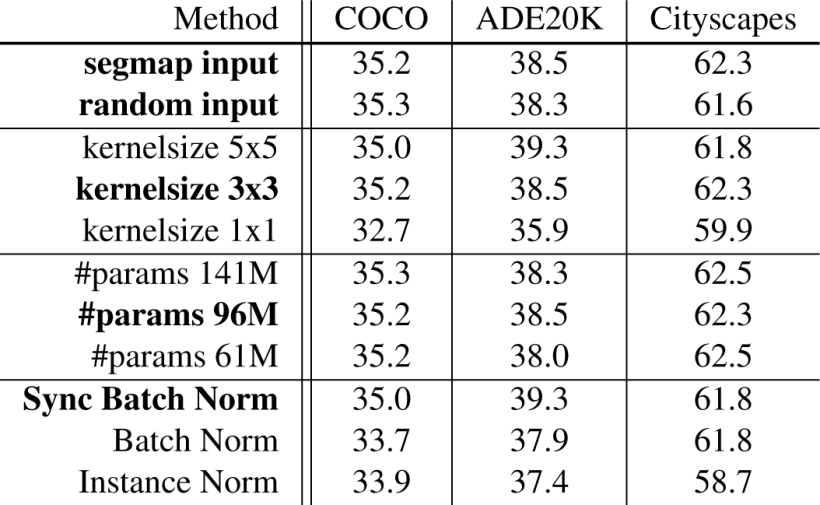 Method COCO ADE20K Cityscapes
segmap input 35.2 38.5 62.3
random input 35.3 38.3 61.6
kernelsize 5x5 35.0 39.3 61.8
kernelsize 3x3 35.2 38.5 62.3
kernelsize 1x1 32.7 35.9 59.9
#params 141M 35.3 38.3 62.5
#params 96M 35.2 38.5 62.3
#params 61M 35.2 38.0 62.5
Sync Batch Norm 35.0 39.3 61.8
Batch Norm 33.7 37.9 61.8
Instance Norm 33.9 37.4 58.7